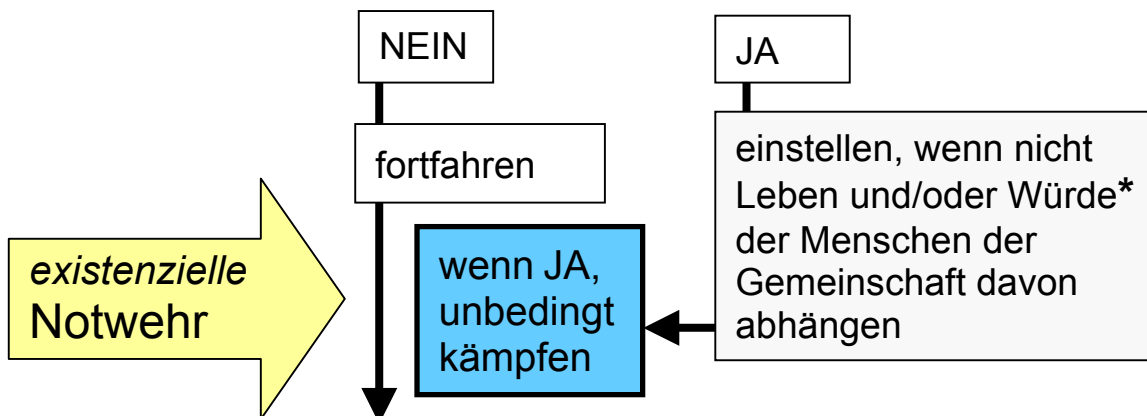 NEIN
JA
fortfahren
einstellen, wenn nicht
Leben und/oder Würde*
der Menschen der
Gemeinschaft davon
abhängen
existenzielle
Notwehr
wenn JA,
unbedingt
kämpfen